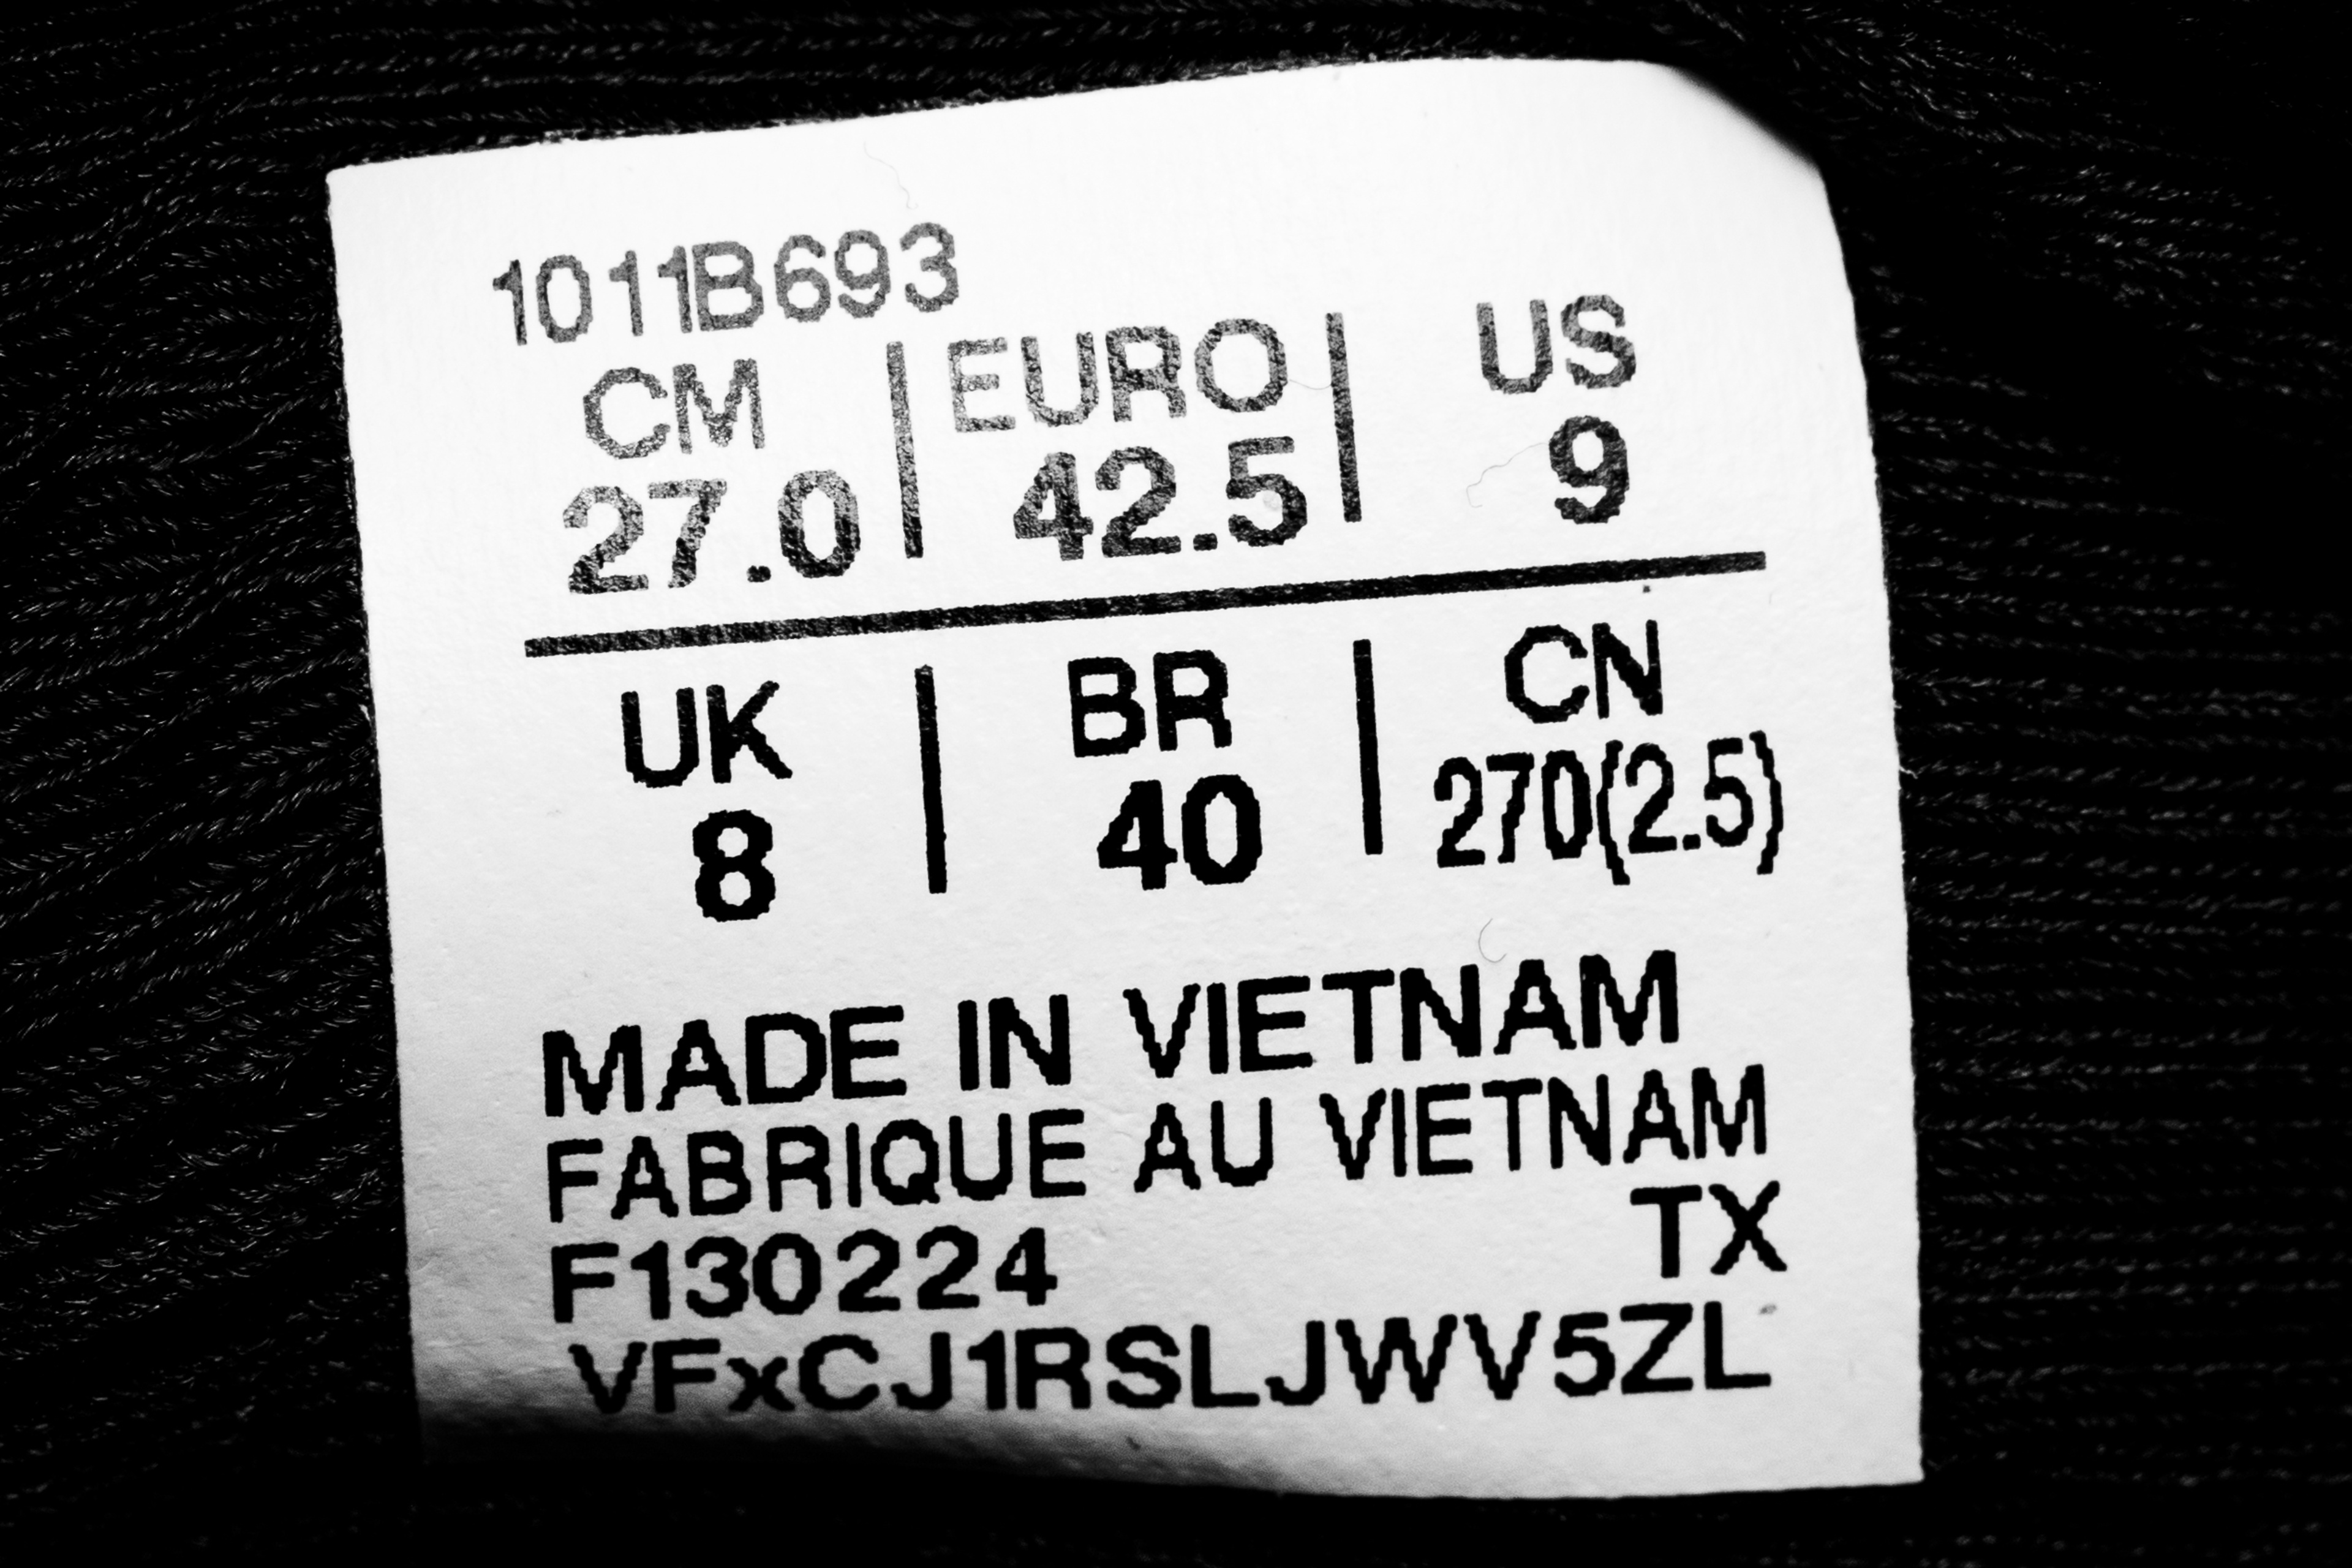 1011B693
CM | EURO | US
27.0 | 42.5 | 9
UK | BR | CN
8 | 40 | 270(2.5)
MADE IN VIETNAM
FABRIQUE AU VIETNAM
F130224 TX
VFxCJ1RSLJWV5ZL